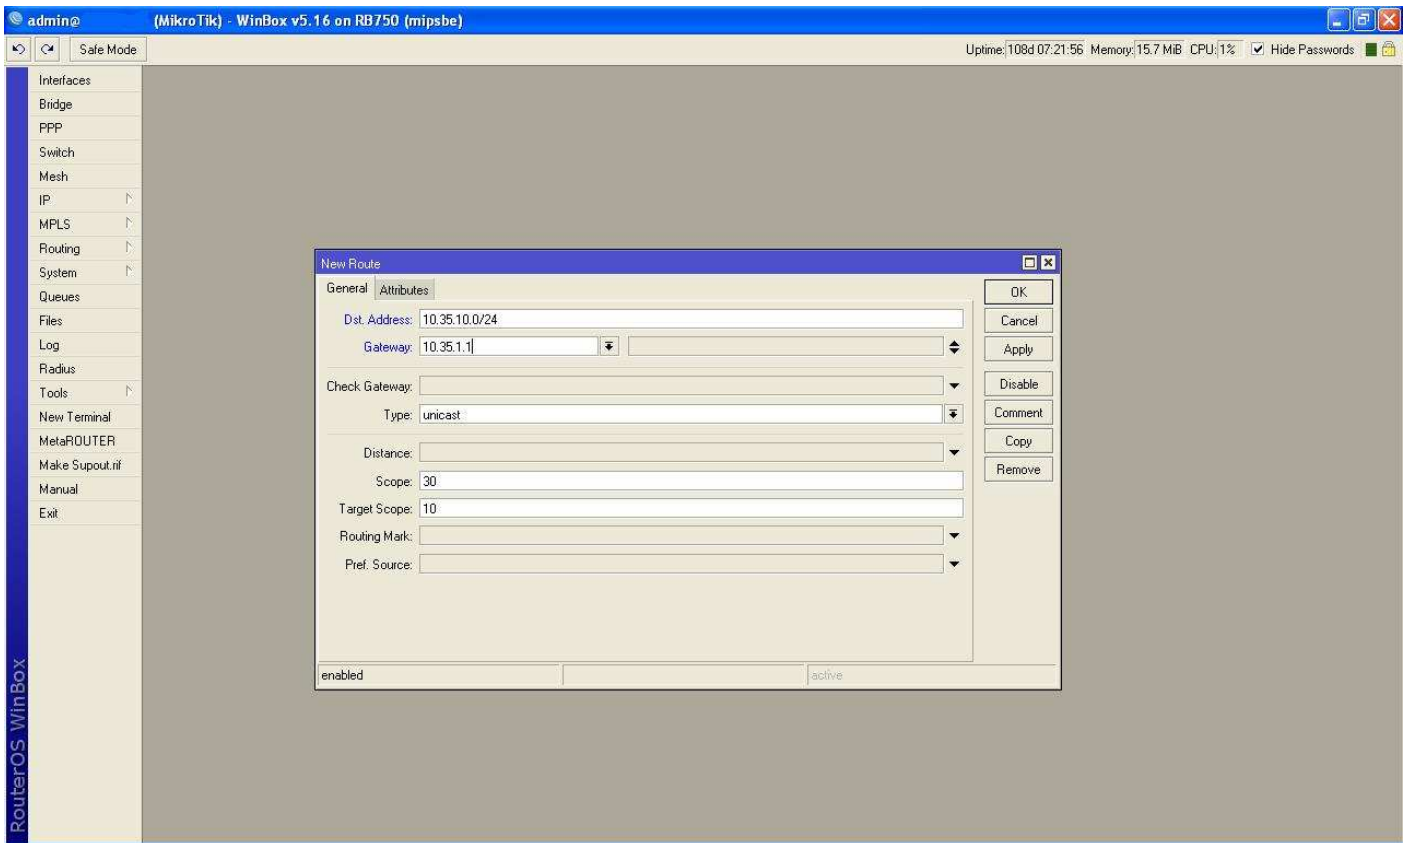 admin@ (MikroTik) - WinBox v5.16 on RB750 (mipsbe)
Safe Mode
Uptime: 108d 07:21:56 Memory: 15.7 MiB CPU: 1% Hide Passwords
Interfaces
Bridge
PPP
Switch
Mesh
IP
MPLS
Routing
System
Queues
Files
Log
Radius
Tools
New Terminal
MetaROUTER
Make Supout.rif
Manual
Exit
RouterOS WinBox
New Route
General Attributes
Dst. Address: 10.35.10.0/24
Gateway: 10.35.1.1
Check Gateway:
Type: unicast
Distance:
Scope: 30
Target Scope: 10
Routing Mark:
Pref. Source:
OK
Cancel
Apply
Disable
Comment
Copy
Remove
enabled active